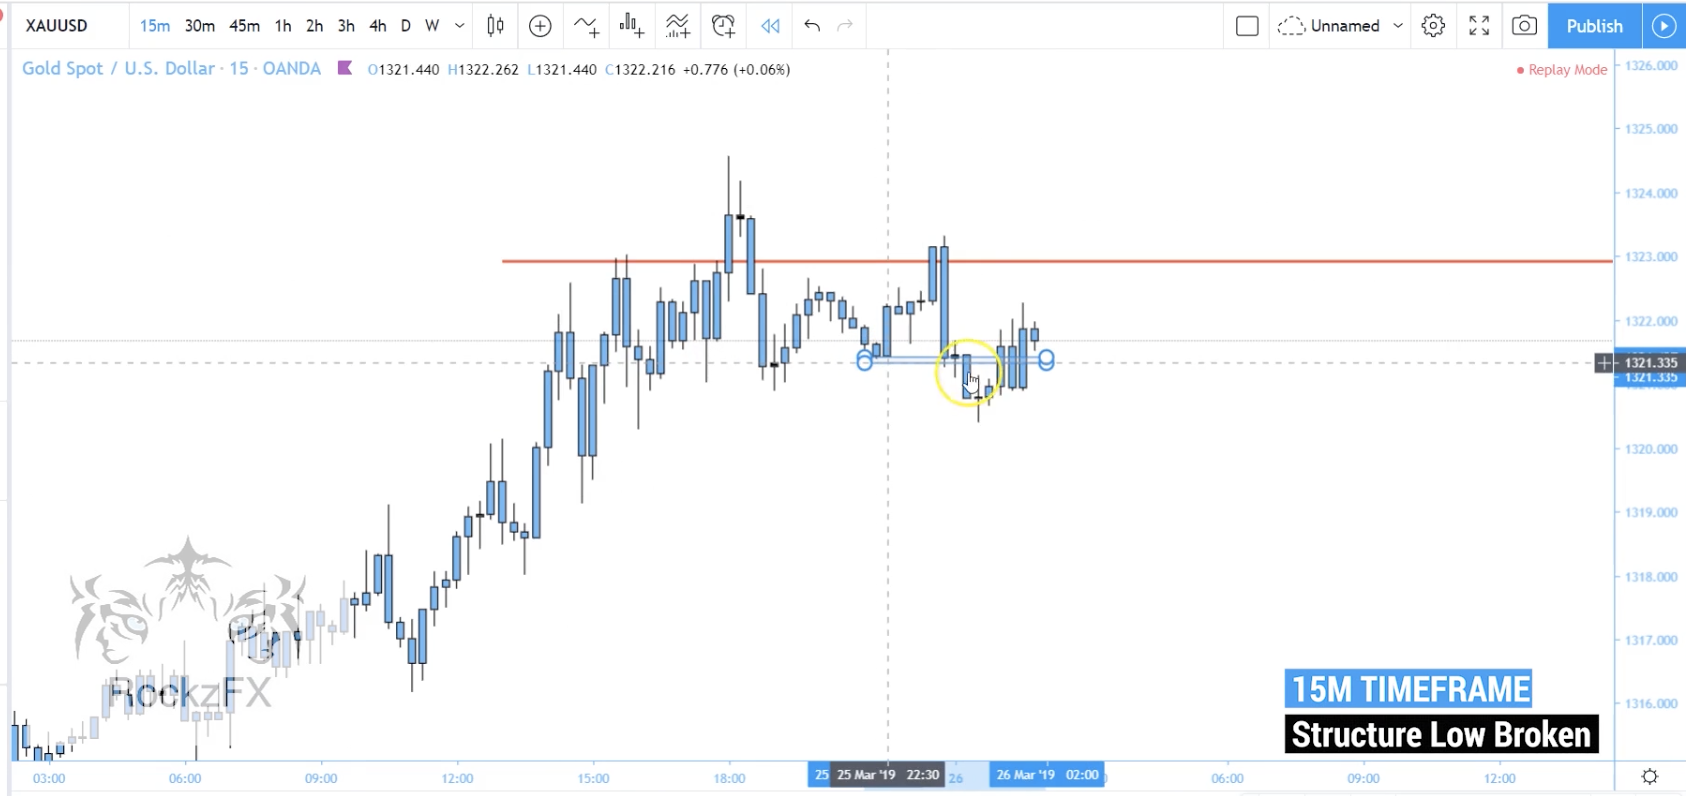 XAUUSD 15m 30m 45m 1h 2h 3h 4h D W Unnamed Publish
Gold Spot / U.S. Dollar · 15 · OANDA O1321.440 H1322.262 L1321.440 C1322.216 +0.776 (+0.06%)
Replay Mode
1326.000
1325.000
1324.000
1323.000
1322.000
1321.335
1321.335
1320.000
1319.000
1318.000
1317.000
1316.000
RockzFX
15M TIMEFRAME
Structure Low Broken
03:00 06:00 09:00 12:00 15:00 18:00 25 25 Mar '19 22:30 26 26 Mar '19 02:00 06:00 09:00 12:00